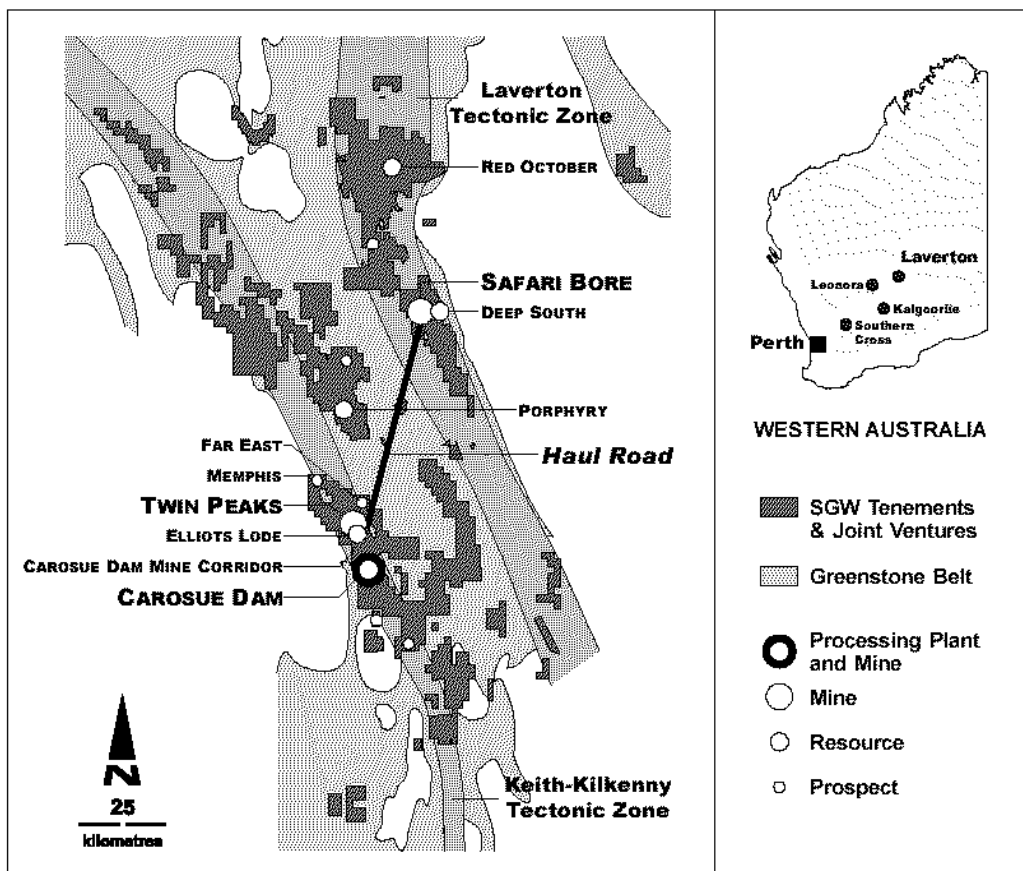 Laverton
Tectonic Zone
RED OCTOBER
SAFARI BORE
DEEP SOUTH
PORPHYRY
FAR EAST
Haul Road
MEMPHIS
TWIN PEAKS
ELLIOTS LODE
CAROSUE DAM MINE CORRIDOR
CAROSUE DAM
Keith-Kilkenny
Tectonic Zone
N
25
kilometres
Laverton
Leonora
Kalgoorlie
Southern
Cross
Perth
WESTERN AUSTRALIA
SGW Tenements
& Joint Ventures
Greenstone Belt
Processing Plant
and Mine
Mine
Resource
Prospect